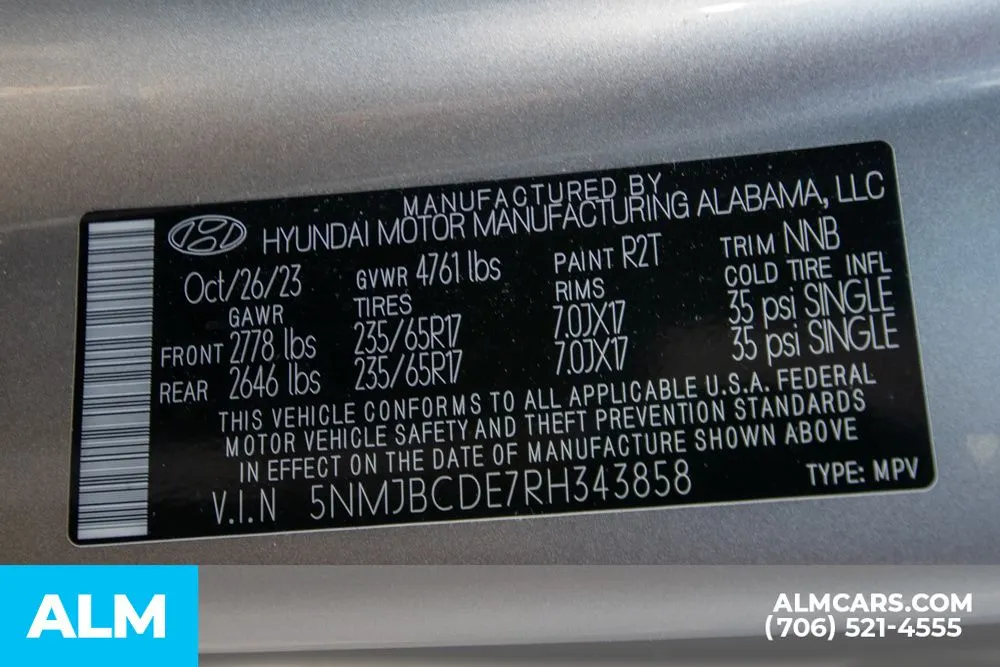 MANUFACTURED BY
HYUNDAI MOTOR MANUFACTURING ALABAMA, LLC
Oct/26/23 GVWR 4761 lbs PAINT R2T TRIM NNB
GAWR TIRES RIMS COLD TIRE INFL
FRONT 2778 lbs 235/65R17 7.0JX17 35 psi SINGLE
REAR 2646 lbs 235/65R17 7.0JX17 35 psi SINGLE
THIS VEHICLE CONFORMS TO ALL APPLICABLE U.S.A. FEDERAL
MOTOR VEHICLE SAFETY AND THEFT PREVENTION STANDARDS
IN EFFECT ON THE DATE OF MANUFACTURE SHOWN ABOVE
V.I.N 5NMJBCDE7RH343858 TYPE: MPV
ALM
ALMCARS.COM
(706) 521-4555